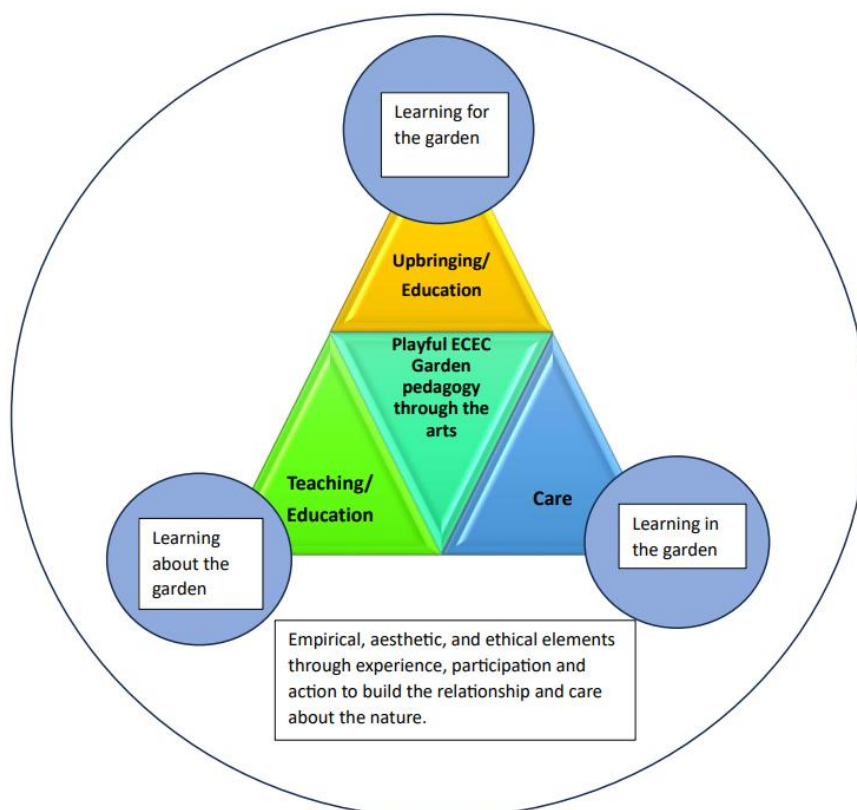 Learning for
the garden
Upbringing/
Education
Playful ECEC
Garden
pedagogy
through the
arts
Teaching/
Education
Care
Learning
about the
garden
Learning in
the garden
Empirical, aesthetic, and ethical elements
through experience, participation and
action to build the relationship and care
about the nature.